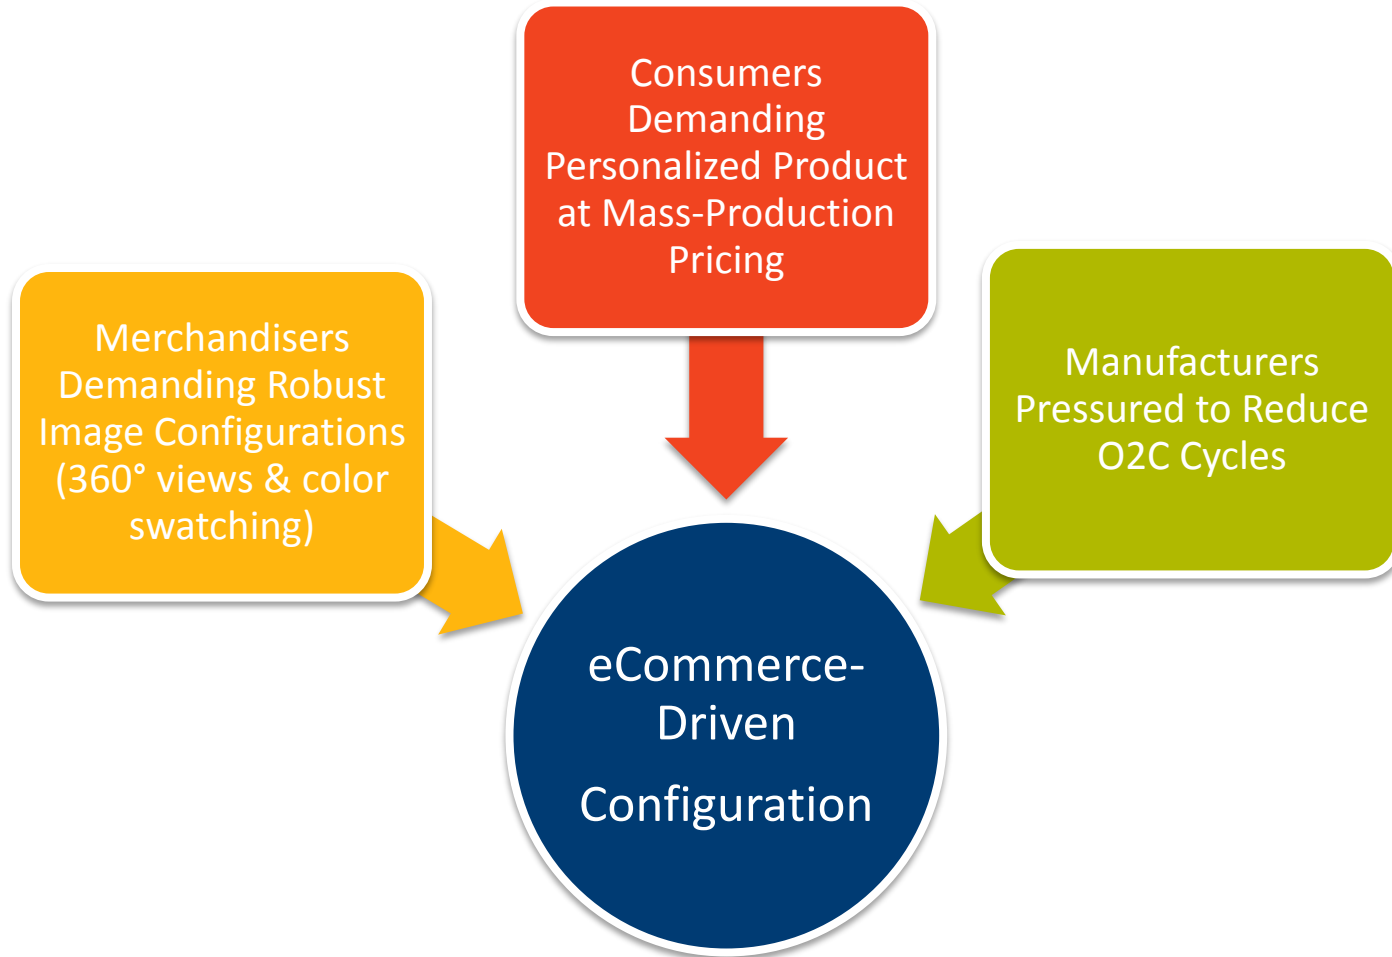 Consumers
Demanding
Personalized Product
at Mass-Production
Pricing
Merchandisers
Demanding Robust
Image Configurations
(360° views & color
swatching)
Manufacturers
Pressured to Reduce
O2C Cycles
eCommerce-
Driven
Configuration